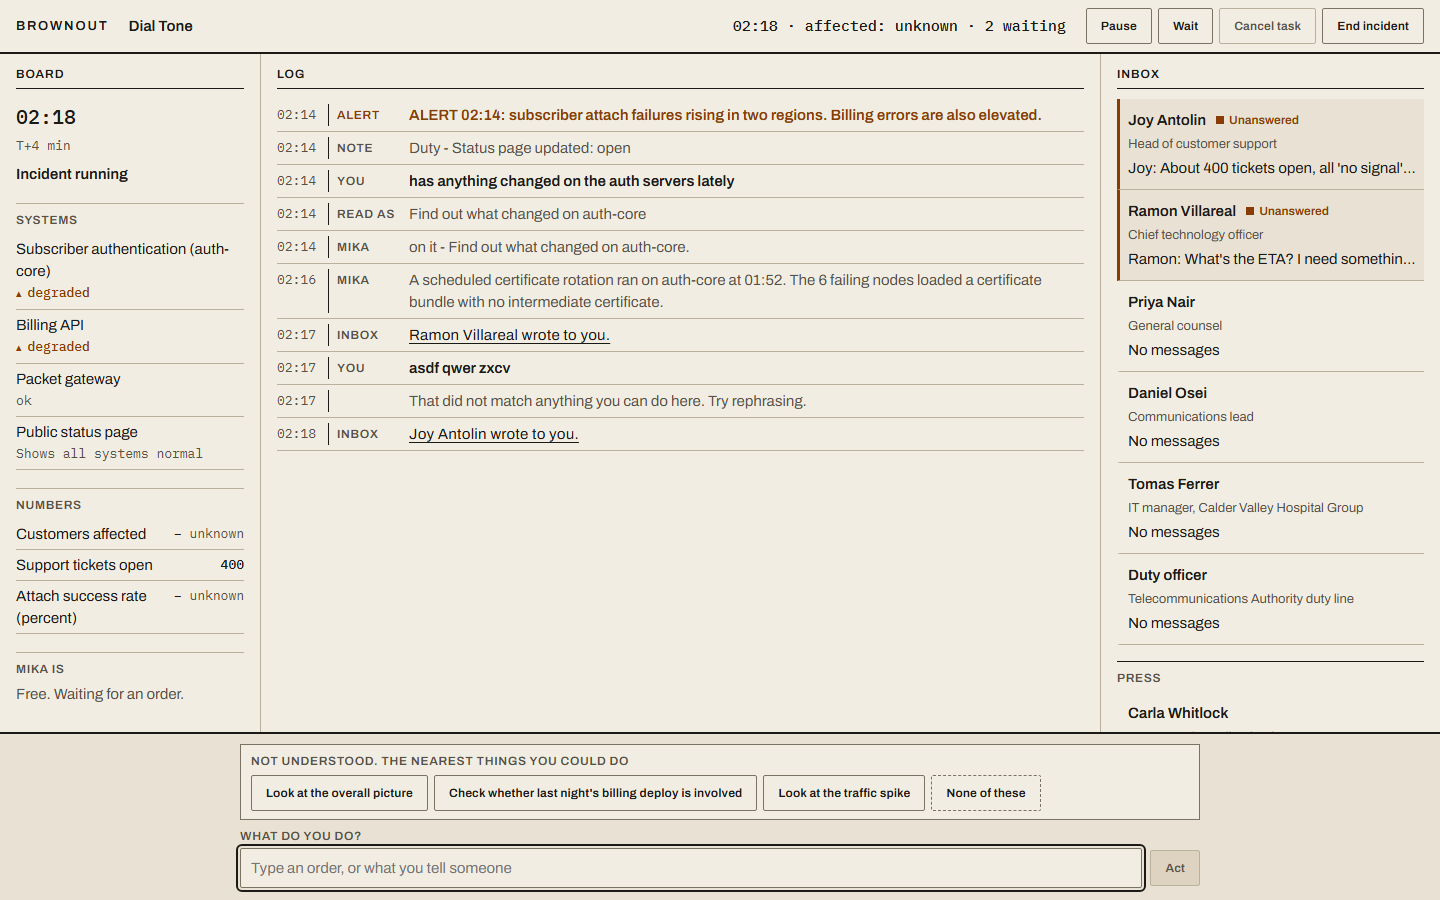 BROWNOUT Dial Tone
02:18 · affected: unknown · 2 waiting
Pause Wait Cancel task End incident
BOARD
02:18
T+4 min
Incident running
SYSTEMS
Subscriber authentication (auth-
core)
▲ degraded
Billing API
▲ degraded
Packet gateway
ok
Public status page
Shows all systems normal
NUMBERS
Customers affected – unknown
Support tickets open 400
Attach success rate – unknown
(percent)
MIKA IS
Free. Waiting for an order.
LOG
02:14 ALERT ALERT 02:14: subscriber attach failures rising in two regions. Billing errors are also elevated.
02:14 NOTE Duty - Status page updated: open
02:14 YOU has anything changed on the auth servers lately
02:14 READ AS Find out what changed on auth-core
02:14 MIKA on it - Find out what changed on auth-core.
02:16 MIKA A scheduled certificate rotation ran on auth-core at 01:52. The 6 failing nodes loaded a certificate
bundle with no intermediate certificate.
02:17 INBOX Ramon Villareal wrote to you.
02:17 YOU asdf qwer zxcv
02:17 That did not match anything you can do here. Try rephrasing.
02:18 INBOX Joy Antolin wrote to you.
INBOX
Joy Antolin Unanswered
Head of customer support
Joy: About 400 tickets open, all 'no signal'...
Ramon Villareal Unanswered
Chief technology officer
Ramon: What's the ETA? I need somethin...
Priya Nair
General counsel
No messages
Daniel Osei
Communications lead
No messages
Tomas Ferrer
IT manager, Calder Valley Hospital Group
No messages
Duty officer
Telecommunications Authority duty line
No messages
PRESS
Carla Whitlock
NOT UNDERSTOOD. THE NEAREST THINGS YOU COULD DO
Look at the overall picture Check whether last night's billing deploy is involved Look at the traffic spike None of these
WHAT DO YOU DO?
Type an order, or what you tell someone Act